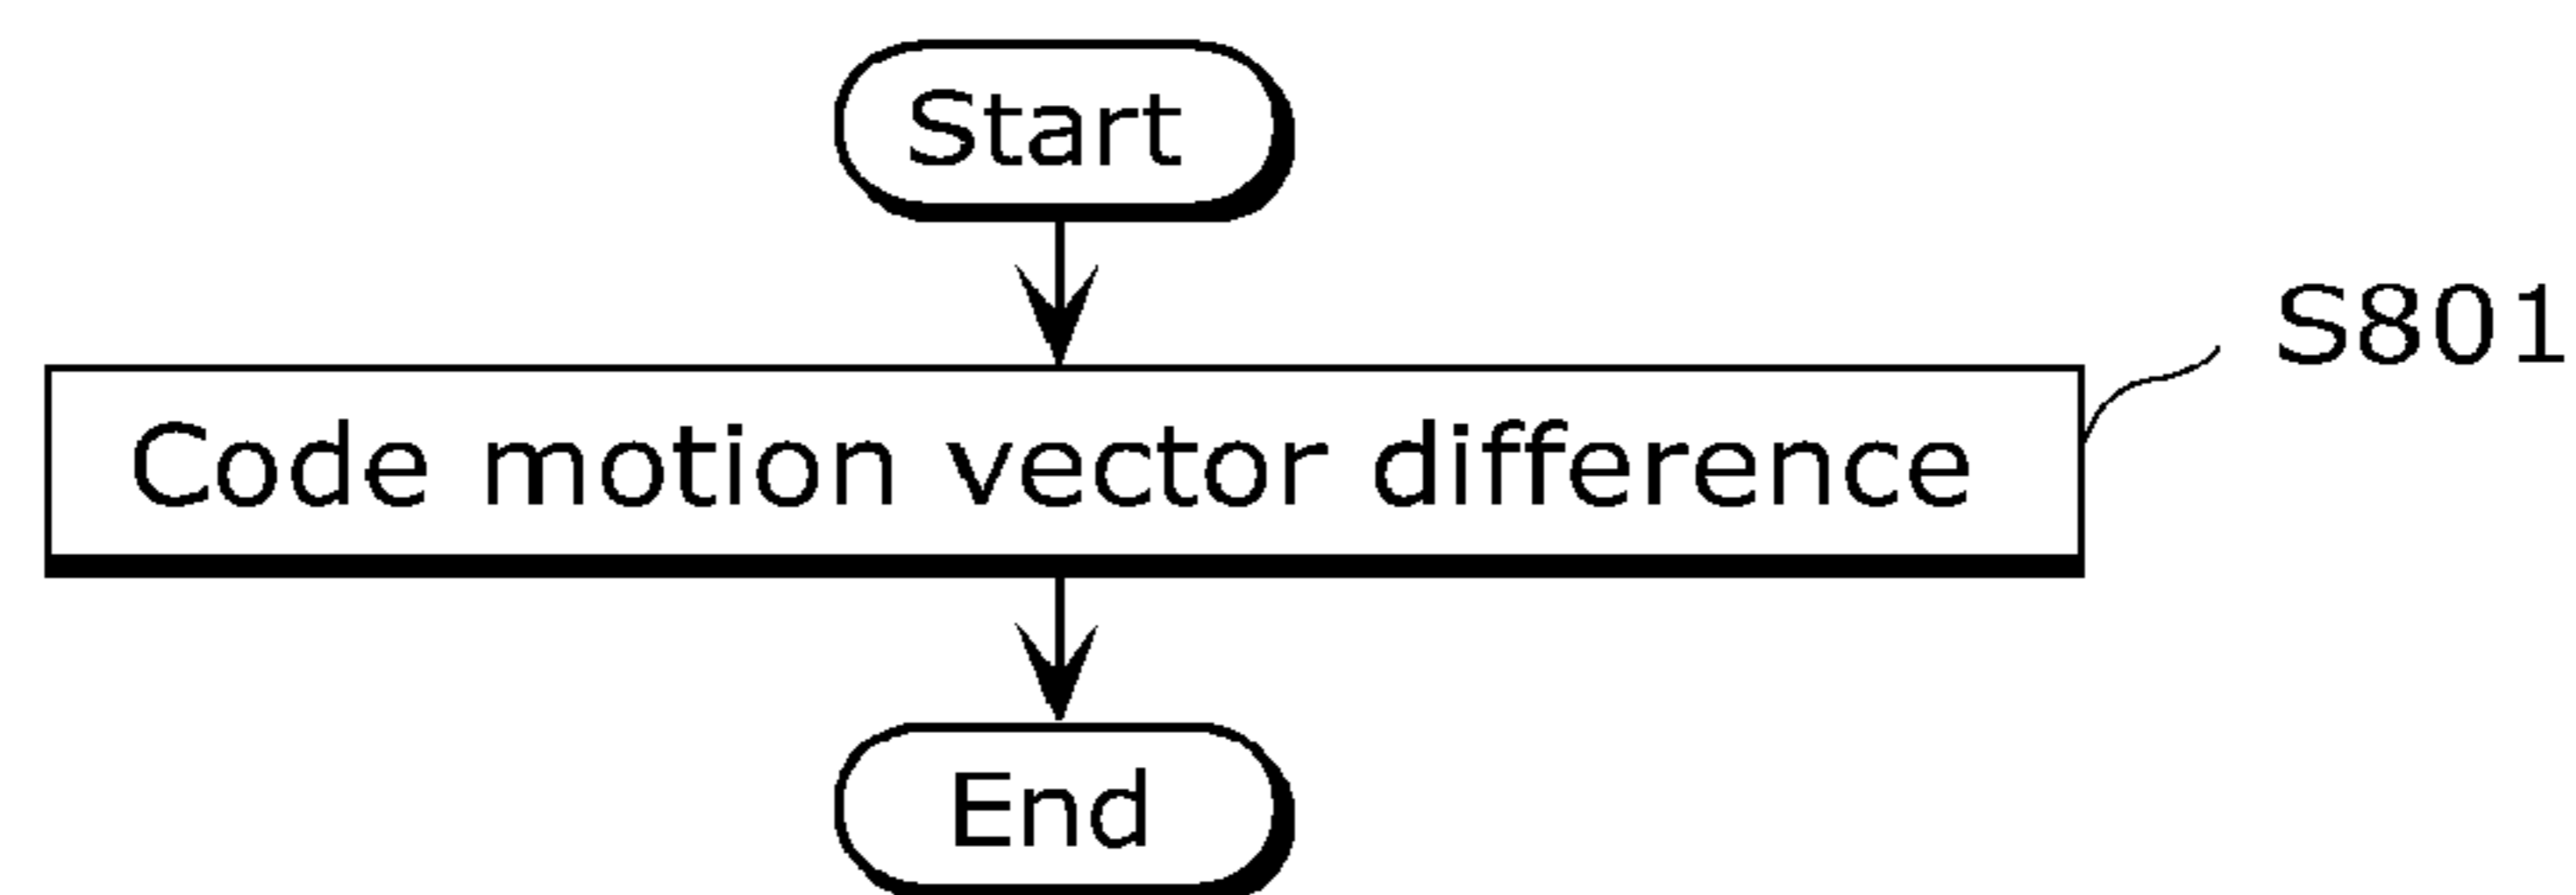 Start
S801
Code motion vector difference
End